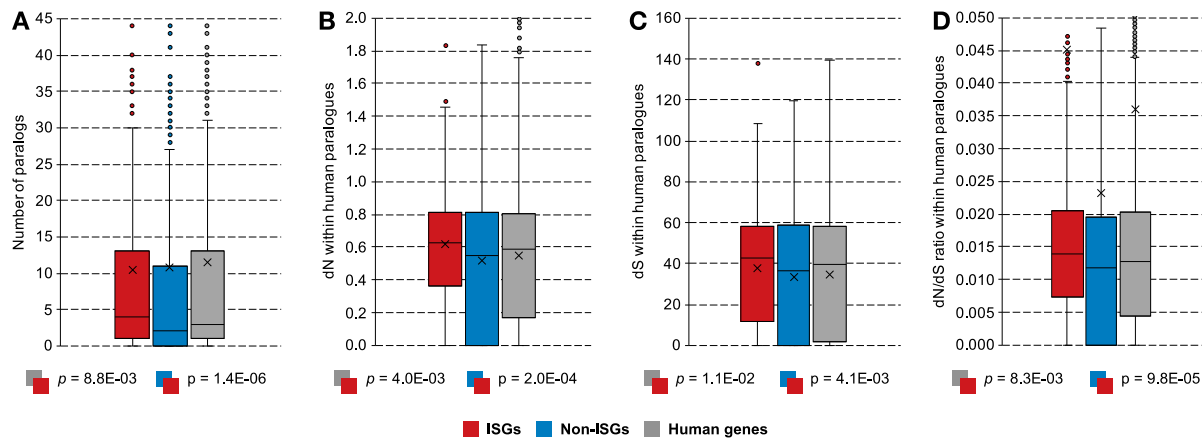 A
Number of paralogs
45
40
35
30
25
20
15
10
5
0
p = 8.8E-03
p = 1.4E-06
B
dN within human paralogues
2.0
1.8
1.6
1.4
1.2
1.0
0.8
0.6
0.4
0.2
0.0
p = 4.0E-03
p = 2.0E-04
C
dS within human paralogues
160
140
120
100
80
60
40
20
0
p = 1.1E-02
p = 4.1E-03
D
dN/dS ratio within human paralogues
0.050
0.045
0.040
0.035
0.030
0.025
0.020
0.015
0.010
0.005
0.000
p = 8.3E-03
p = 9.8E-05
ISGs
Non-ISGs
Human genes